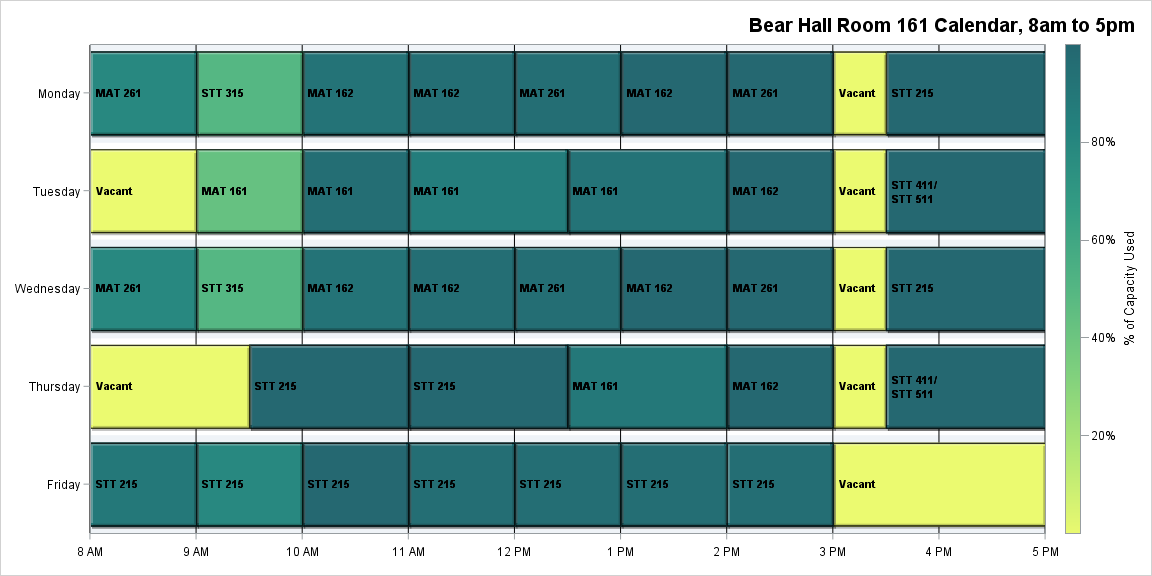 Bear Hall Room 161 Calendar, 8am to 5pm
Monday
MAT 261
STT 315
MAT 162
MAT 162
MAT 261
MAT 162
MAT 261
Vacant
STT 215
Tuesday
Vacant
MAT 161
MAT 161
MAT 161
MAT 161
MAT 162
Vacant
STT 411/
STT 511
Wednesday
MAT 261
STT 315
MAT 162
MAT 162
MAT 261
MAT 162
MAT 261
Vacant
STT 215
Thursday
Vacant
STT 215
STT 215
MAT 161
MAT 162
Vacant
STT 411/
STT 511
Friday
STT 215
STT 215
STT 215
STT 215
STT 215
STT 215
STT 215
Vacant
8 AM
9 AM
10 AM
11 AM
12 PM
1 PM
2 PM
3 PM
4 PM
5 PM
80%
60%
40%
20%
% of Capacity Used